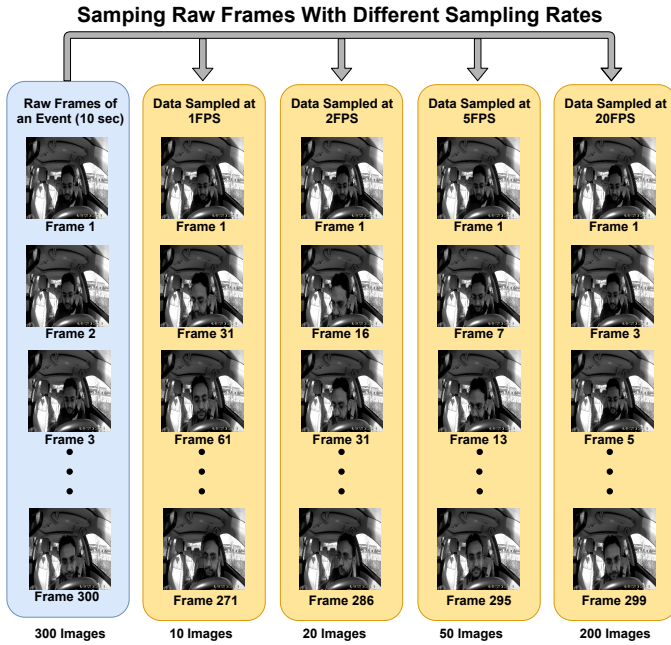 Samping Raw Frames With Different Sampling Rates
Raw Frames of
an Event (10 sec)
Frame 1
Frame 2
Frame 3
Frame 300
300 Images
Data Sampled at
1FPS
Frame 1
Frame 31
Frame 61
Frame 271
10 Images
Data Sampled at
2FPS
Frame 1
Frame 16
Frame 31
Frame 286
20 Images
Data Sampled at
5FPS
Frame 1
Frame 7
Frame 13
Frame 295
50 Images
Data Sampled at
20FPS
Frame 1
Frame 3
Frame 5
Frame 299
200 Images